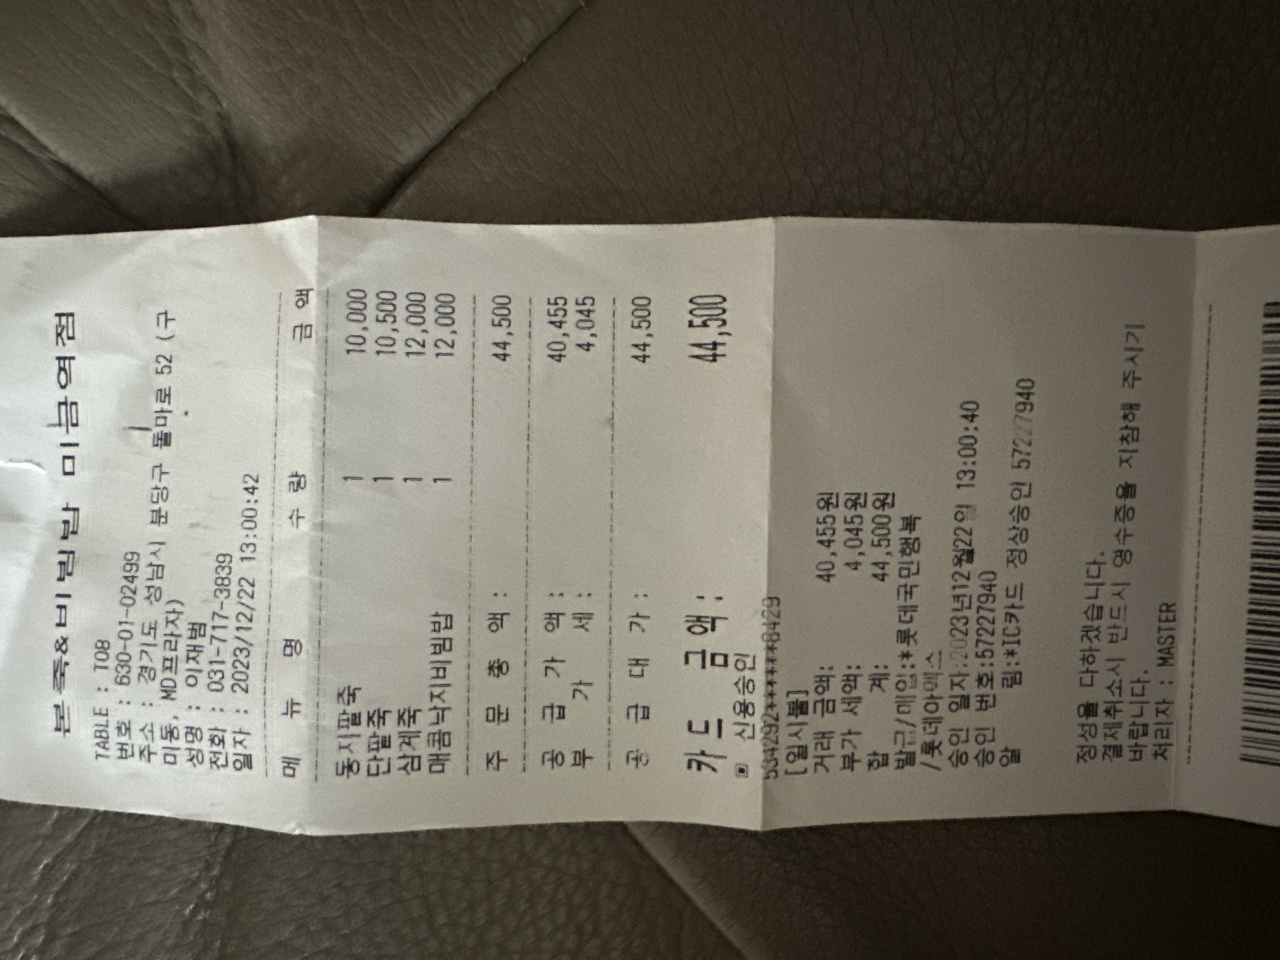 본죽&비빔밥 미금역점
TABLE : T08
번호 : 630-01-02499
주소 : 경기도 성남시 분당구 돌마로 52 (구
미동, MD프라자)
성명 : 이재범
전화 : 031-717-3839
일자 : 2023/12/22 13:00:42
메 뉴 명 수 량 금 액
동지팥죽 1 10,000
단팥죽 1 10,500
삼계죽 1 12,000
매콤낙지비빔밥 1 12,000
주 문 총 액 : 44,500
공 급 가 액 : 40,455
부 가 세 : 4,045
공 급 대 가 : 44,500
카 드 금 액 : 44,500
▣ 신용승인
534292******8429
[일시불]
거래 금액: 40,455원
부가 세액: 4,045원
합 계: 44,500원
발급/매입:*롯데국민행복
/롯데아멕스
승인 일자:2023년12월22일 13:00:40
승인 번호:57227940
알 림:*IC카드 정상승인 57227940
정성을 다하겠습니다.
결제취소시 반드시 영수증을 지참해 주시기
바랍니다.
처리자 : MASTER